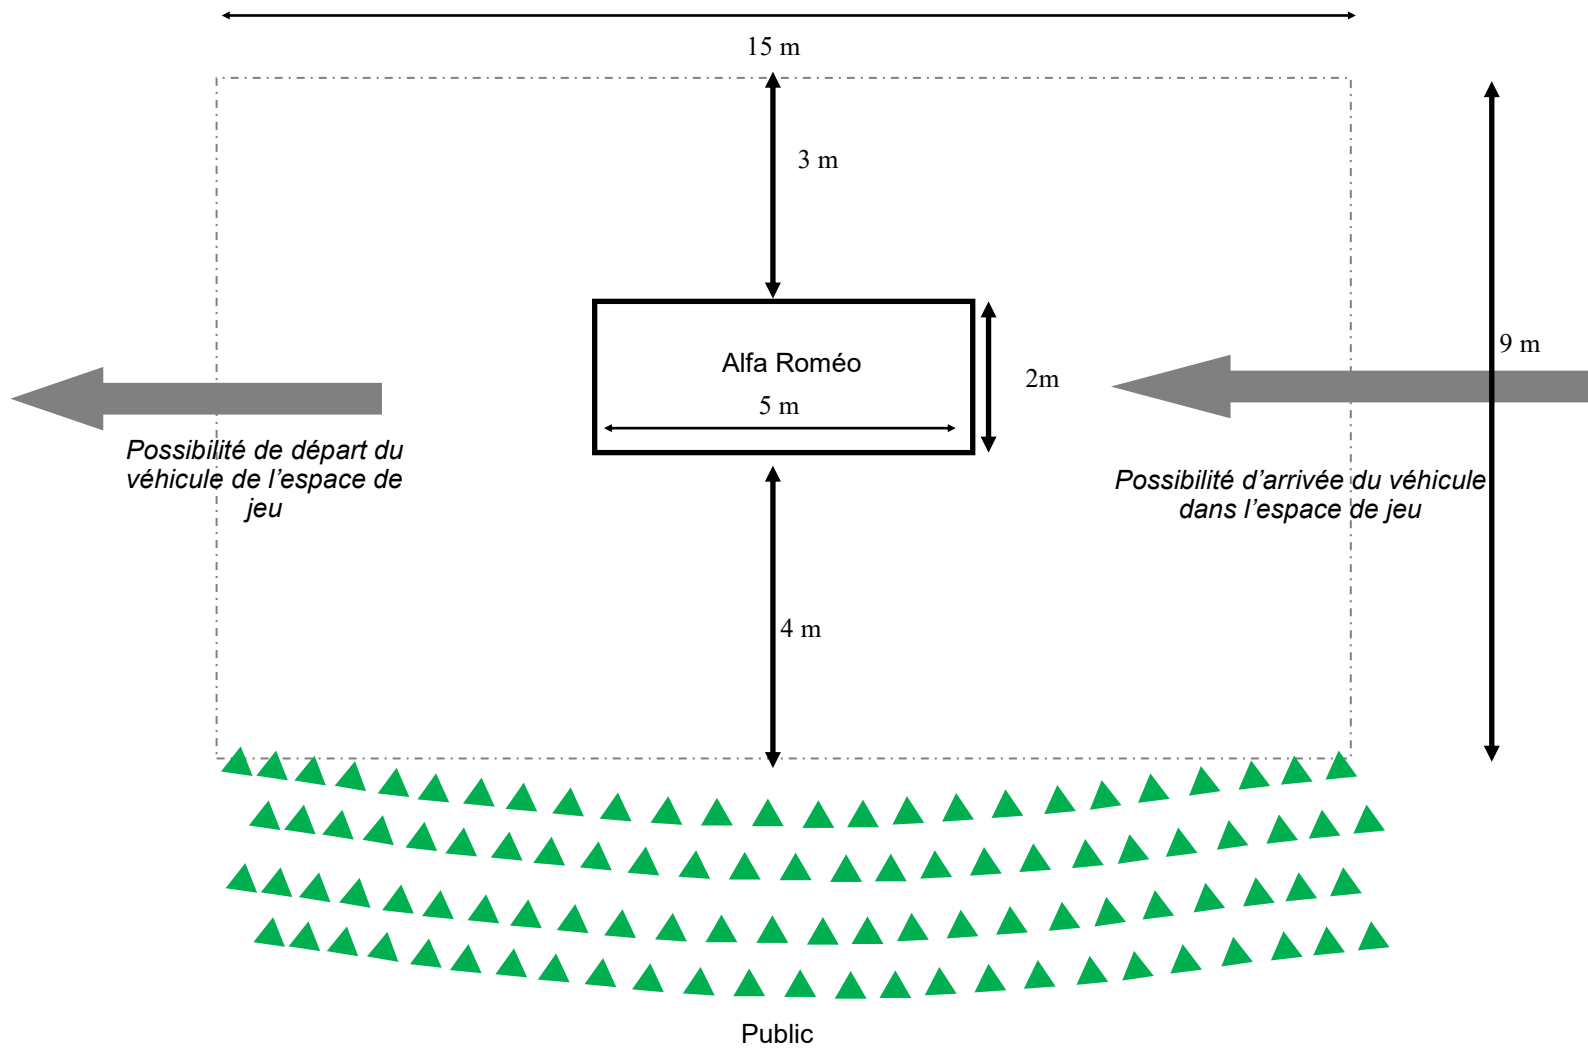 15 m
3 m
Alfa Roméo
5 m
2m
9 m
Possibilité de départ du
véhicule de l’espace de
jeu
Possibilité d’arrivée du véhicule
dans l’espace de jeu
4 m
Public